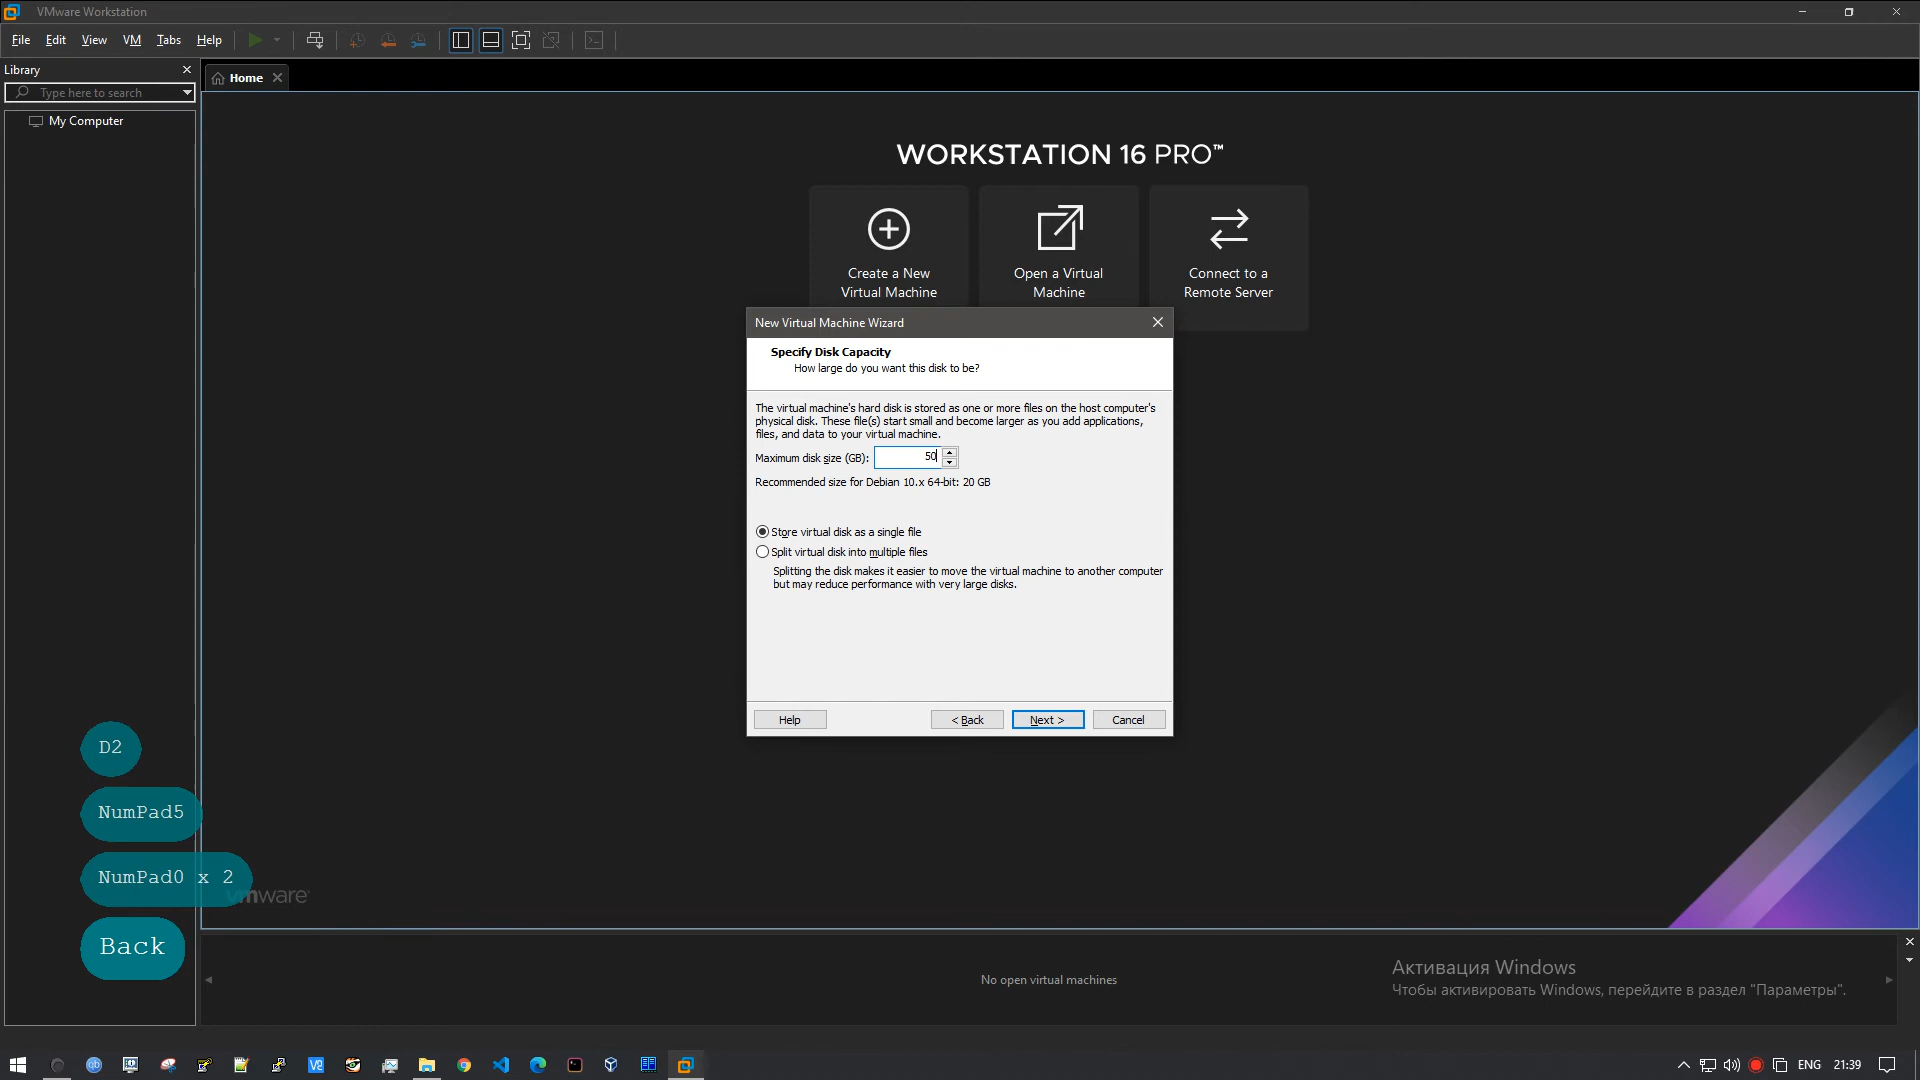 VMware Workstation
File Edit View VM Tabs Help
Library
Type here to search
My Computer
Home
WORKSTATION 16 PRO™
Create a New
Virtual Machine
Open a Virtual
Machine
Connect to a
Remote Server
New Virtual Machine Wizard
Specify Disk Capacity
How large do you want this disk to be?
The virtual machine's hard disk is stored as one or more files on the host computer's
physical disk. These file(s) start small and become larger as you add applications,
files, and data to your virtual machine.
Maximum disk size (GB): 50
Recommended size for Debian 10.x 64-bit: 20 GB
Store virtual disk as a single file
Split virtual disk into multiple files
Splitting the disk makes it easier to move the virtual machine to another computer
but may reduce performance with very large disks.
Help < Back Next > Cancel
D2
NumPad5
NumPad0 x 2
vmware
Back
No open virtual machines
Активация Windows
Чтобы активировать Windows, перейдите в раздел "Параметры".
ENG 21:39